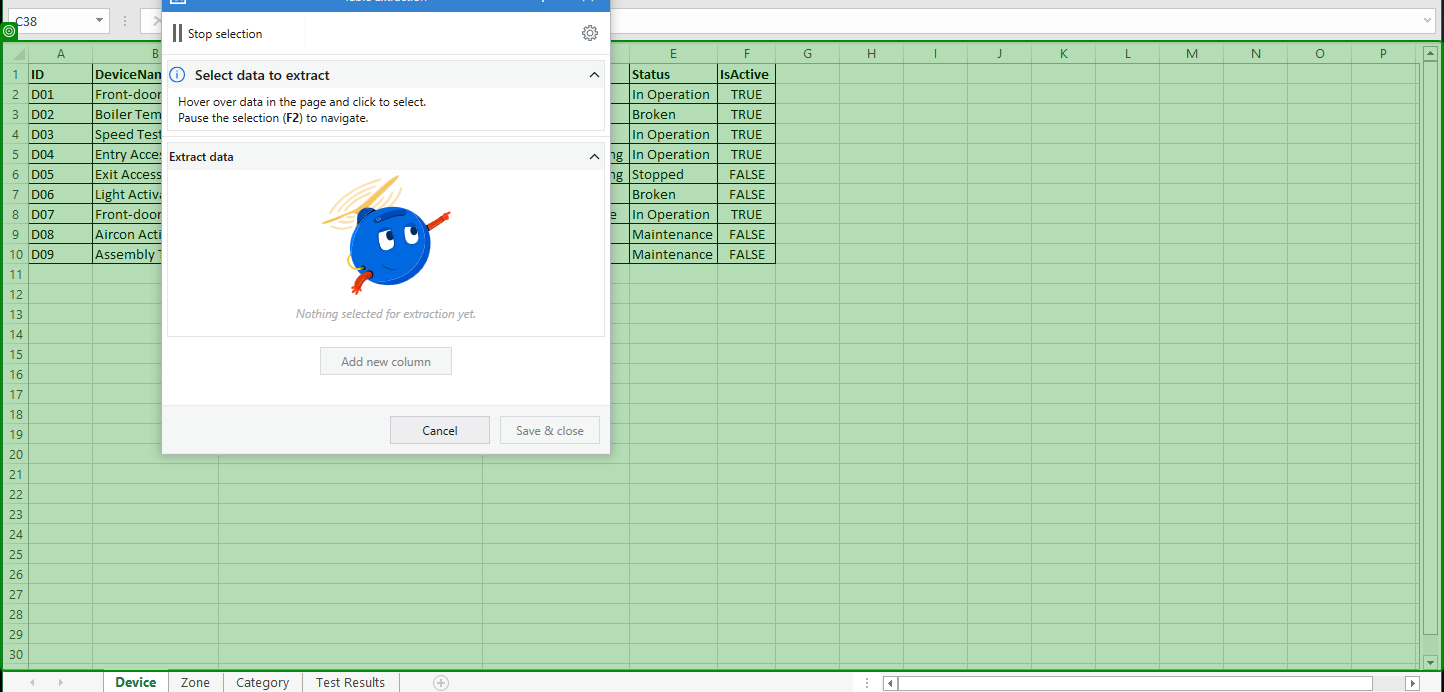 C38
Stop selection
Select data to extract
Hover over data in the page and click to select.
Pause the selection (F2) to navigate.
Extract data
Nothing selected for extraction yet.
Add new column
Cancel
Save & close
A B E F G H I J K L M N O P
1 ID DeviceNam Status IsActive
2 D01 Front-door In Operation TRUE
3 D02 Boiler Tem Broken TRUE
4 D03 Speed Test In Operation TRUE
5 D04 Entry Acces ng In Operation TRUE
6 D05 Exit Access ng Stopped FALSE
7 D06 Light Activa Broken FALSE
8 D07 Front-door e In Operation TRUE
9 D08 Aircon Acti Maintenance FALSE
10 D09 Assembly T Maintenance FALSE
11
12
13
14
15
16
17
18
19
20
21
22
23
24
25
26
27
28
29
30
Device Zone Category Test Results